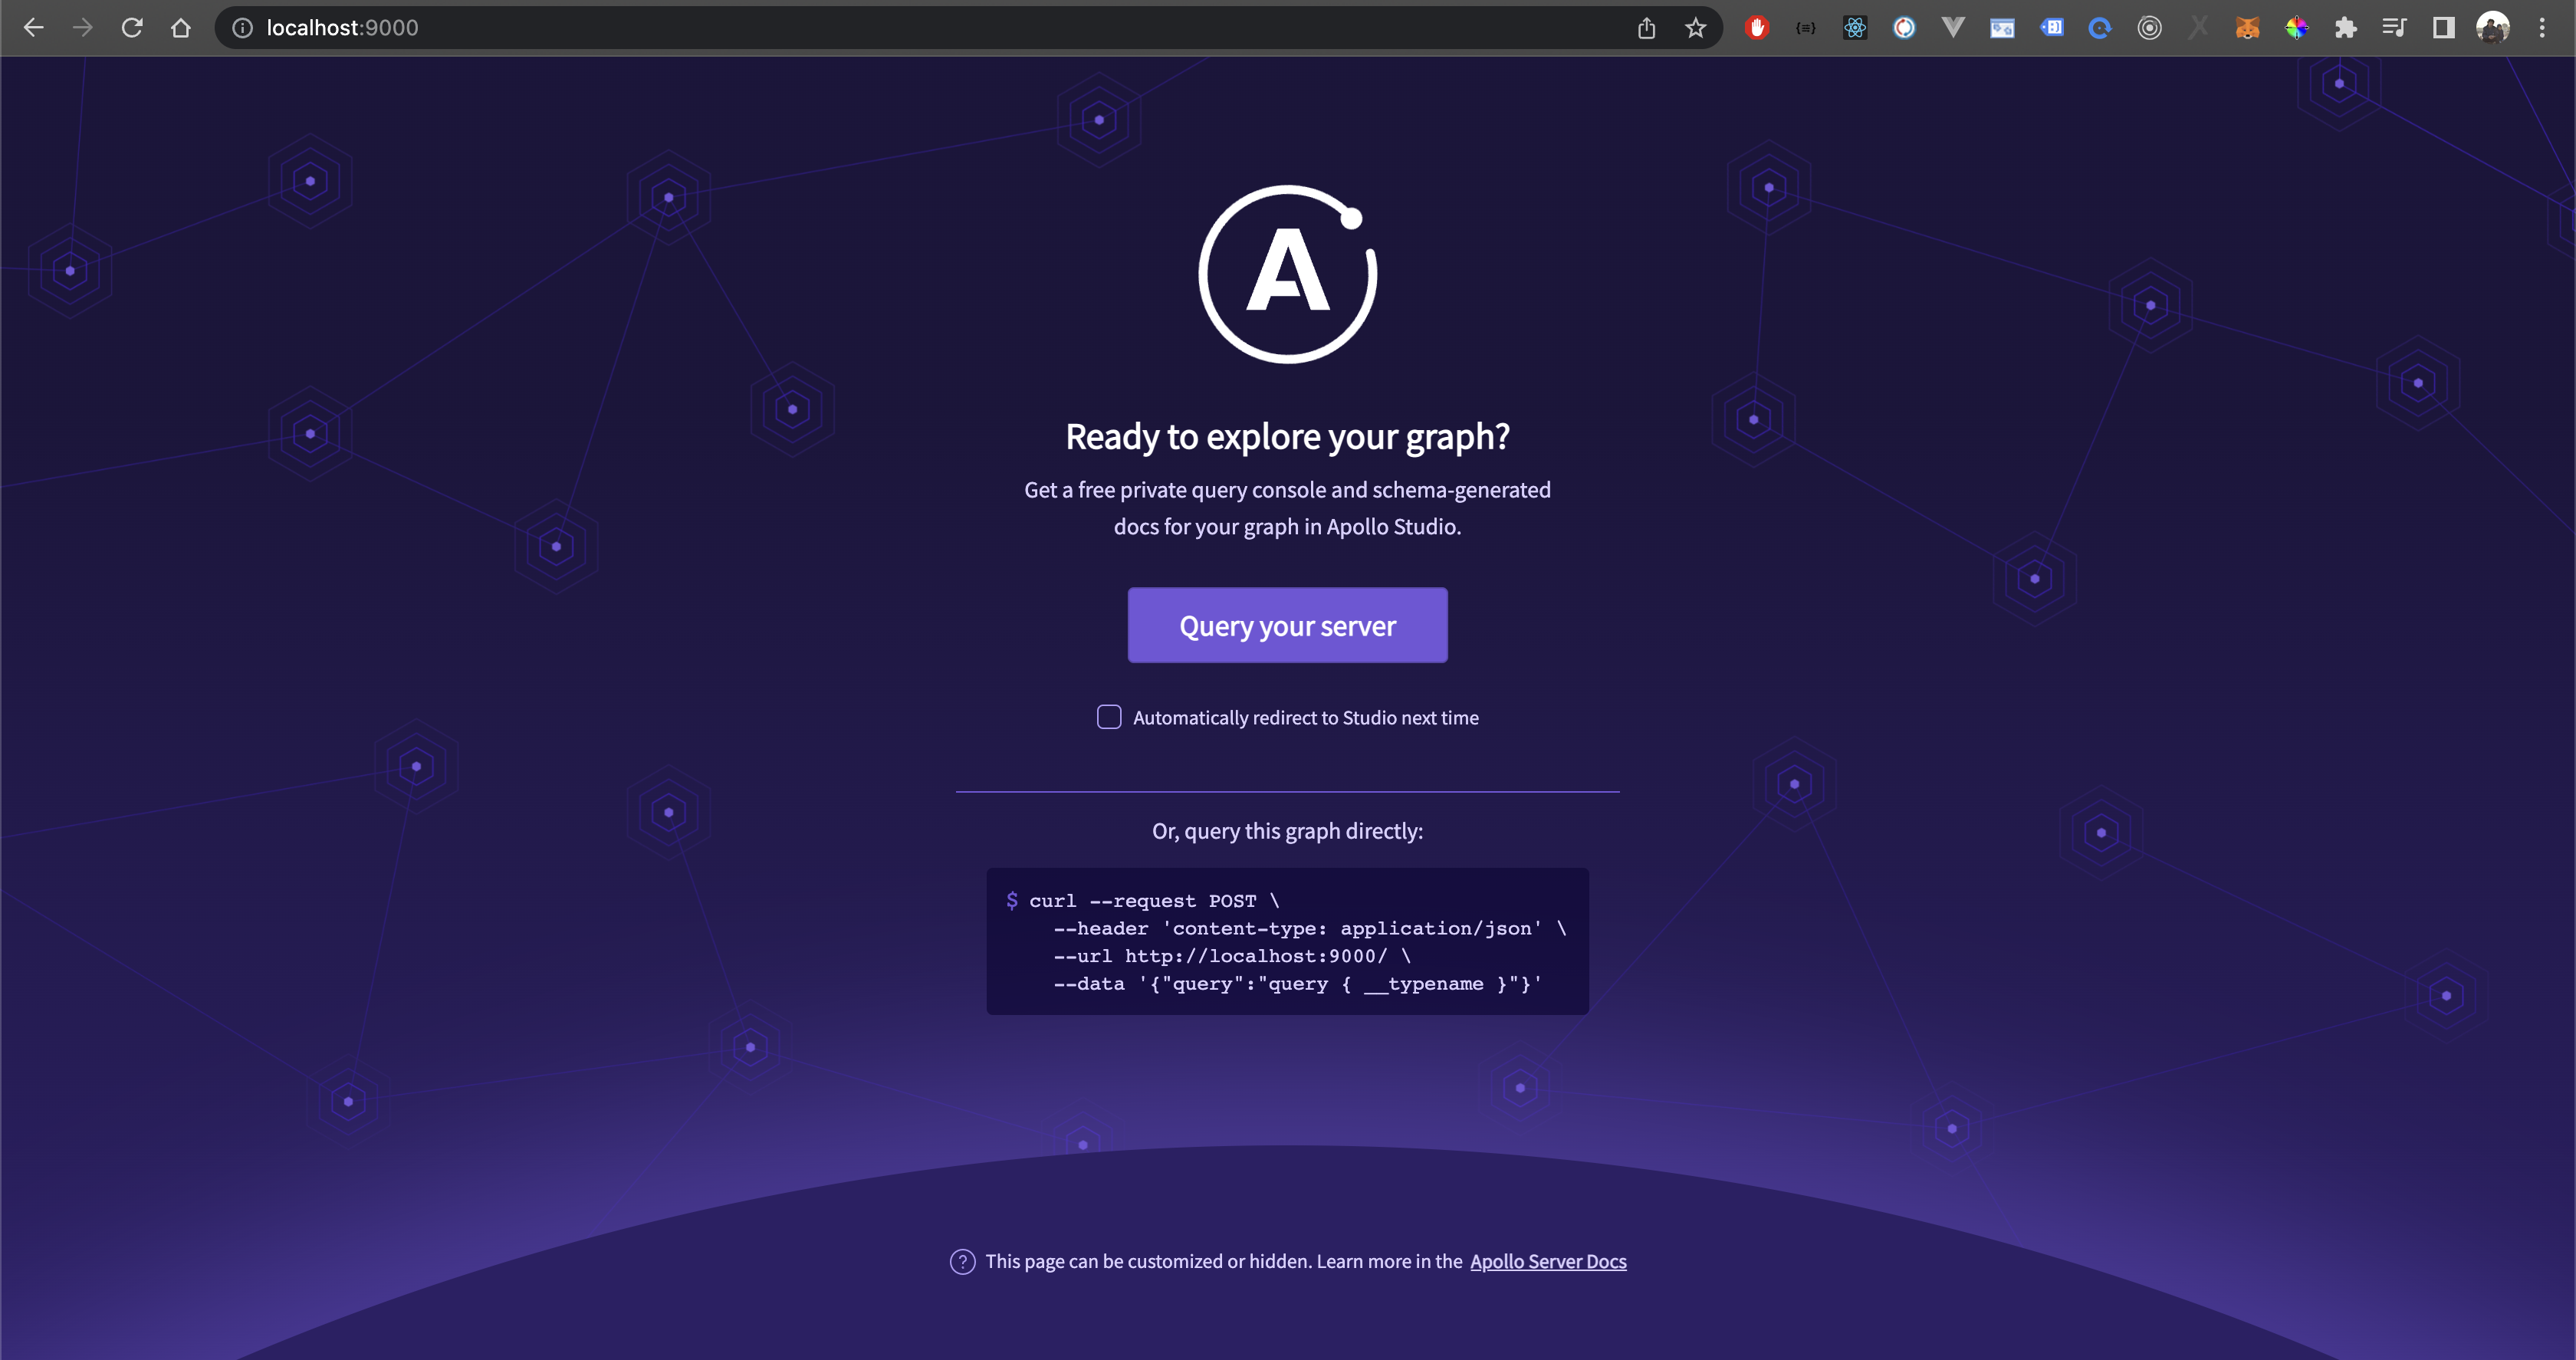 localhost:9000
A
Ready to explore your graph?
Get a free private query console and schema-generated
docs for your graph in Apollo Studio.
Query your server
Automatically redirect to Studio next time
Or, query this graph directly:
$ curl --request POST \
--header 'content-type: application/json' \
--url http://localhost:9000/ \
--data '{"query":"query { __typename }"}'
? This page can be customized or hidden. Learn more in the Apollo Server Docs